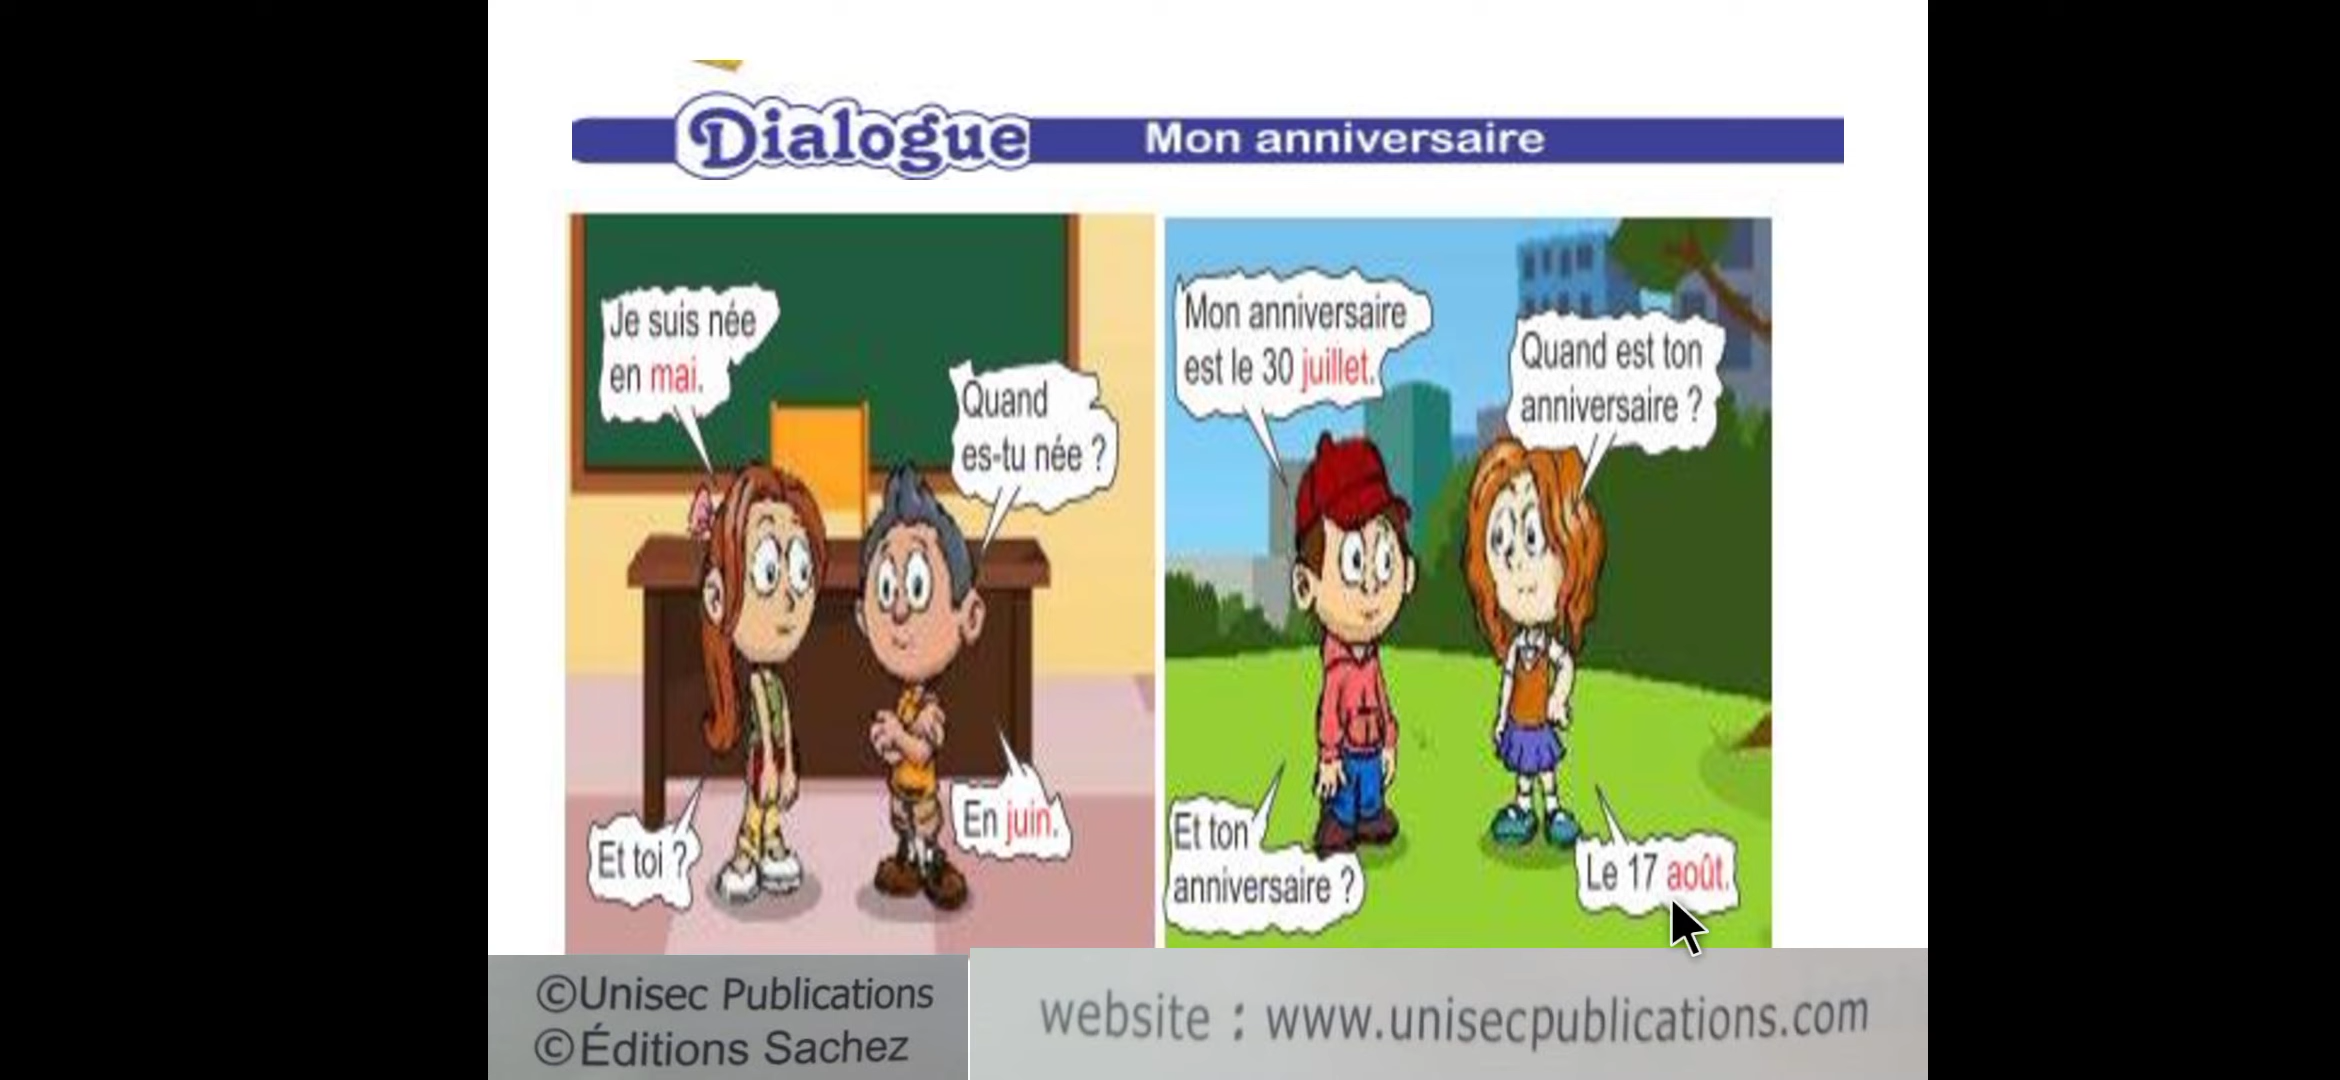 Dialogue
Mon anniversaire
Je suis née
en mai.
Quand
es-tu née ?
Et toi ?
En juin.
Mon anniversaire
est le 30 juillet.
Quand est ton
anniversaire ?
Et ton
anniversaire ?
Le 17 août.
©Unisec Publications
©Éditions Sachez
website : www.unisecpublications.com